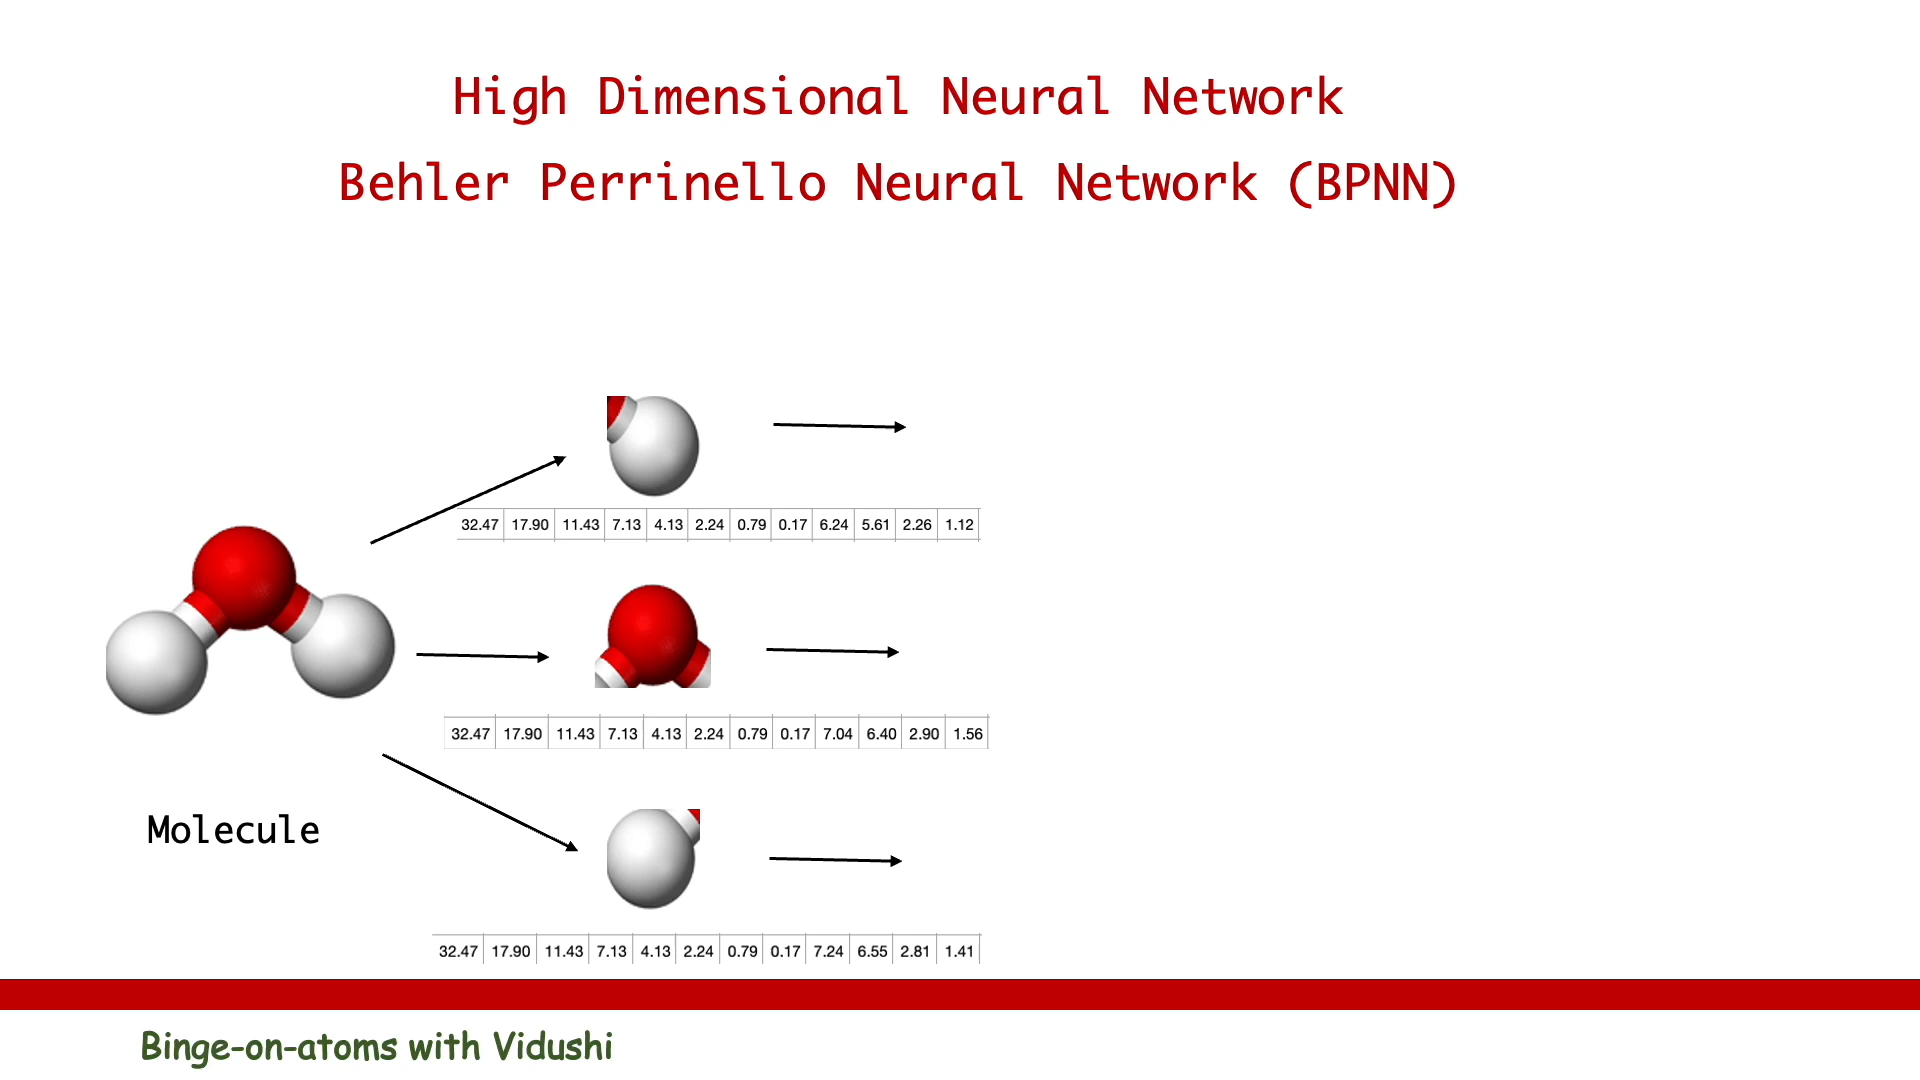 High Dimensional Neural Network
Behler Perrinello Neural Network (BPNN)
32.47 17.90 11.43 7.13 4.13 2.24 0.79 0.17 6.24 5.61 2.26 1.12
32.47 17.90 11.43 7.13 4.13 2.24 0.79 0.17 7.04 6.40 2.90 1.56
Molecule
32.47 17.90 11.43 7.13 4.13 2.24 0.79 0.17 7.24 6.55 2.81 1.41
Binge-on-atoms with Vidushi